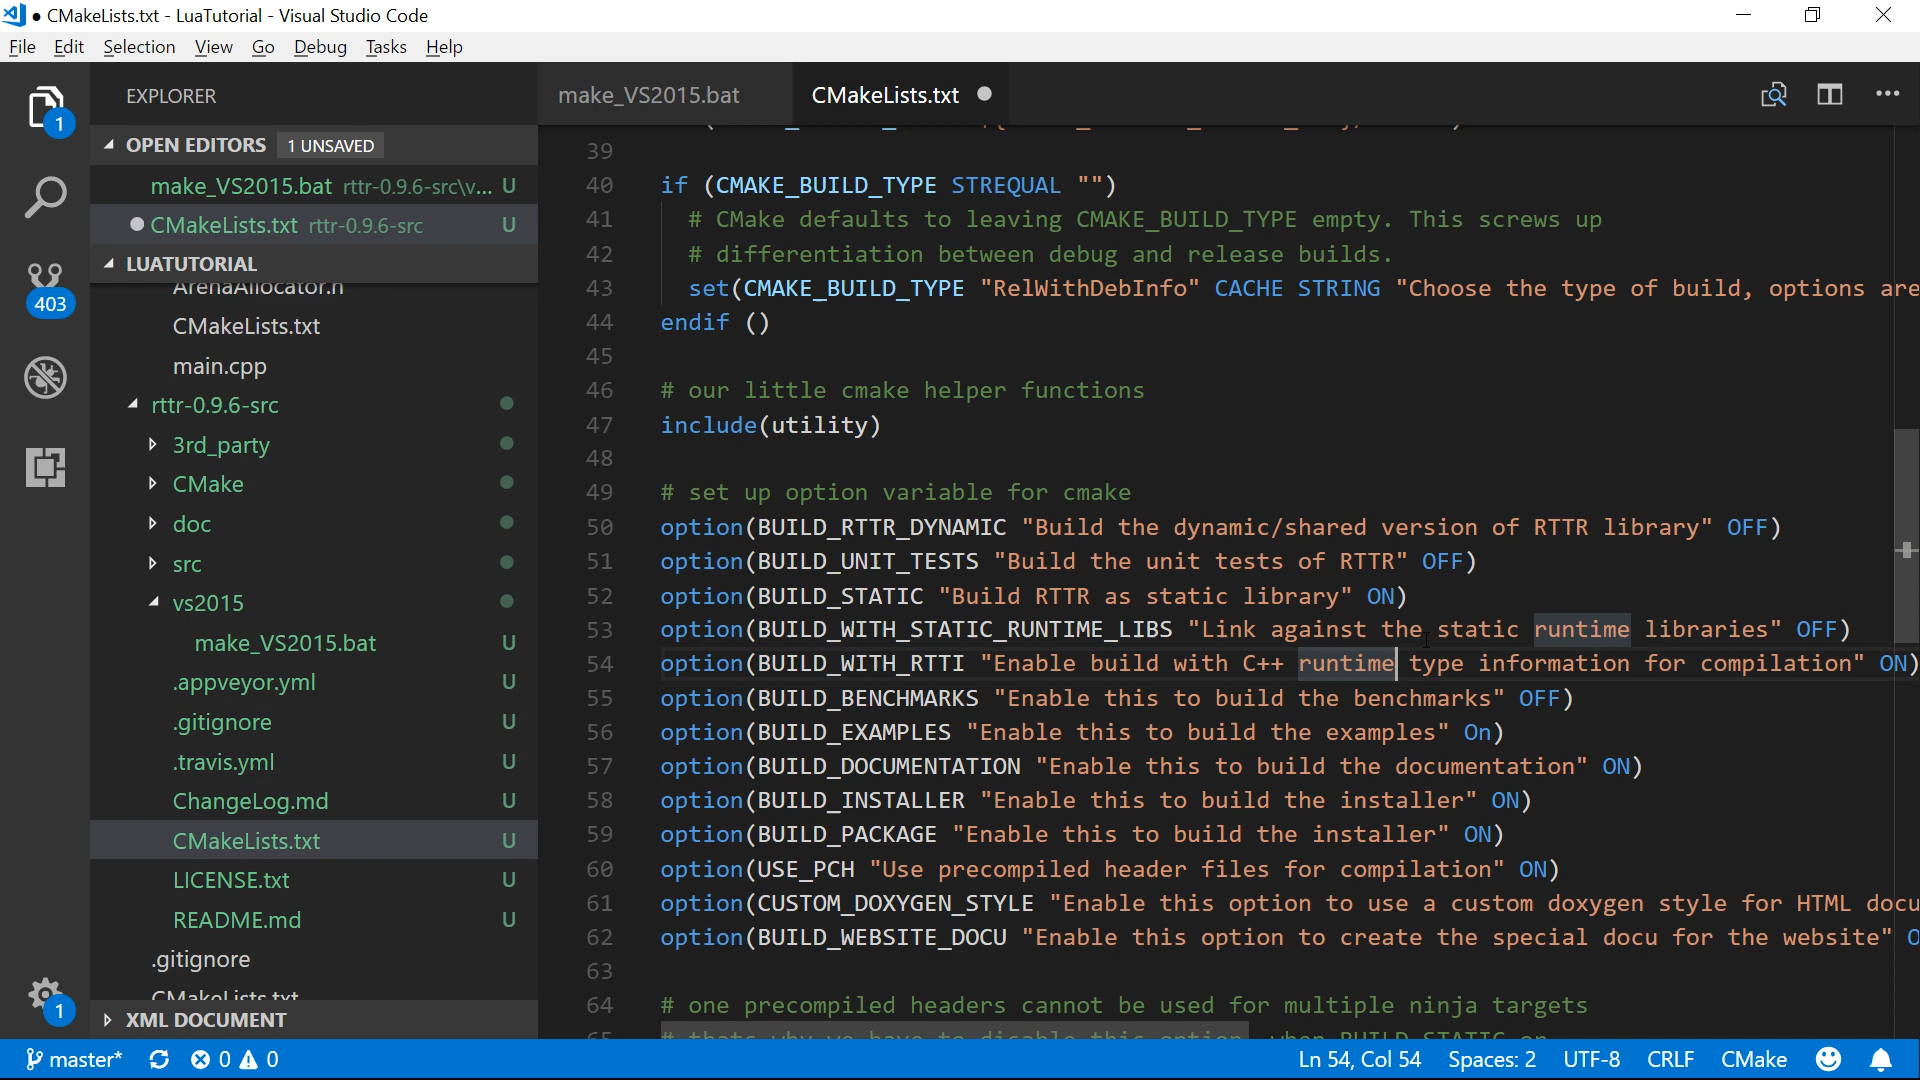 ● CMakeLists.txt - LuaTutorial - Visual Studio Code
File Edit Selection View Go Debug Tasks Help
1
403
1
EXPLORER
OPEN EDITORS 1 UNSAVED
make_VS2015.bat rttr-0.9.6-src\v... U
CMakeLists.txt rttr-0.9.6-src U
LUATUTORIAL
ArenaAllocator.h
CMakeLists.txt
main.cpp
rttr-0.9.6-src
3rd_party
CMake
doc
src
vs2015
make_VS2015.bat U
.appveyor.yml U
.gitignore U
.travis.yml U
ChangeLog.md U
CMakeLists.txt U
LICENSE.txt U
README.md U
.gitignore
CMakeLists.txt
XML DOCUMENT
make_VS2015.bat CMakeLists.txt
39
40 if (CMAKE_BUILD_TYPE STREQUAL "")
41 # CMake defaults to leaving CMAKE_BUILD_TYPE empty. This screws up
42 # differentiation between debug and release builds.
43 set(CMAKE_BUILD_TYPE "RelWithDebInfo" CACHE STRING "Choose the type of build, options are
44 endif ()
45
46 # our little cmake helper functions
47 include(utility)
48
49 # set up option variable for cmake
50 option(BUILD_RTTR_DYNAMIC "Build the dynamic/shared version of RTTR library" OFF)
51 option(BUILD_UNIT_TESTS "Build the unit tests of RTTR" OFF)
52 option(BUILD_STATIC "Build RTTR as static library" ON)
53 option(BUILD_WITH_STATIC_RUNTIME_LIBS "Link against the static runtime libraries" OFF)
54 option(BUILD_WITH_RTTI "Enable build with C++ runtime type information for compilation" ON)
55 option(BUILD_BENCHMARKS "Enable this to build the benchmarks" OFF)
56 option(BUILD_EXAMPLES "Enable this to build the examples" On)
57 option(BUILD_DOCUMENTATION "Enable this to build the documentation" ON)
58 option(BUILD_INSTALLER "Enable this to build the installer" ON)
59 option(BUILD_PACKAGE "Enable this to build the installer" ON)
60 option(USE_PCH "Use precompiled header files for compilation" ON)
61 option(CUSTOM_DOXYGEN_STYLE "Enable this option to use a custom doxygen style for HTML docu
62 option(BUILD_WEBSITE_DOCU "Enable this option to create the special docu for the website" O
63
64 # one precompiled headers cannot be used for multiple ninja targets
65 # thats why we have to disable this option, when BUILD_STATIC on
master* 0 0 Ln 54, Col 54 Spaces: 2 UTF-8 CRLF CMake